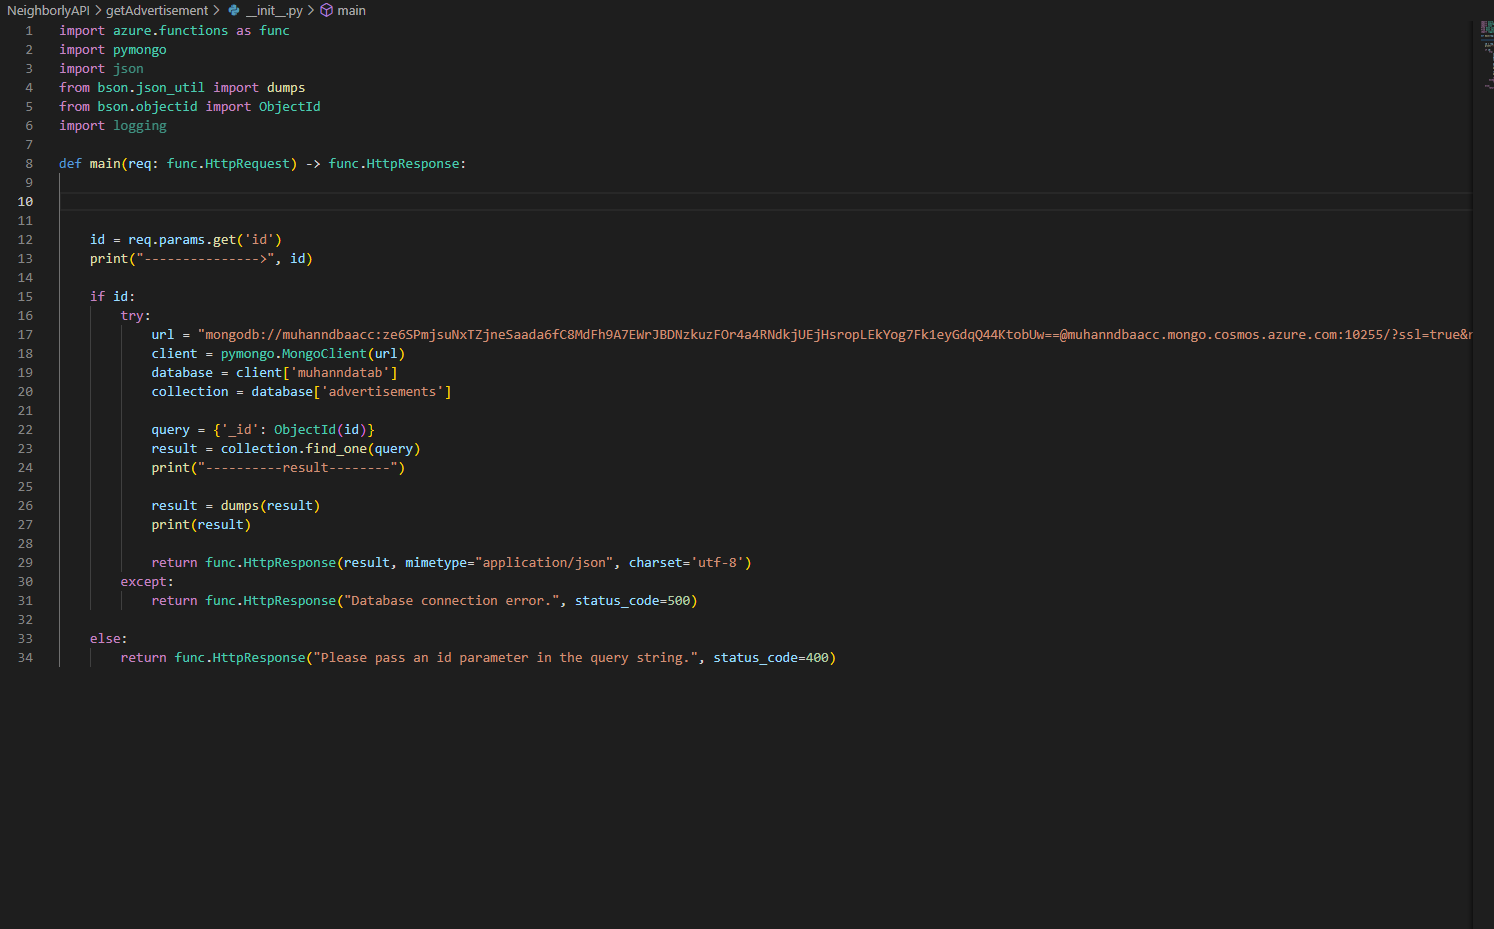 NeighborlyAPI > getAdvertisement > __init__.py > main
1 import azure.functions as func
2 import pymongo
3 import json
4 from bson.json_util import dumps
5 from bson.objectid import ObjectId
6 import logging
7
8 def main(req: func.HttpRequest) -> func.HttpResponse:
9
10
11
12 id = req.params.get('id')
13 print("--------------->", id)
14
15 if id:
16 try:
17 url = "mongodb://muhanndbaacc:ze6SPmjsuNxTZjneSaada6fC8MdFh9A7EWrJBDNzkuzFOr4a4RNdkjUEjHsropLEkYog7Fk1eyGdqQ44KtobUw==@muhanndbaacc.mongo.cosmos.azure.com:10255/?ssl=true&
18 client = pymongo.MongoClient(url)
19 database = client['muhanndatab']
20 collection = database['advertisements']
21
22 query = {'_id': ObjectId(id)}
23 result = collection.find_one(query)
24 print("----------result--------")
25
26 result = dumps(result)
27 print(result)
28
29 return func.HttpResponse(result, mimetype="application/json", charset='utf-8')
30 except:
31 return func.HttpResponse("Database connection error.", status_code=500)
32
33 else:
34 return func.HttpResponse("Please pass an id parameter in the query string.", status_code=400)